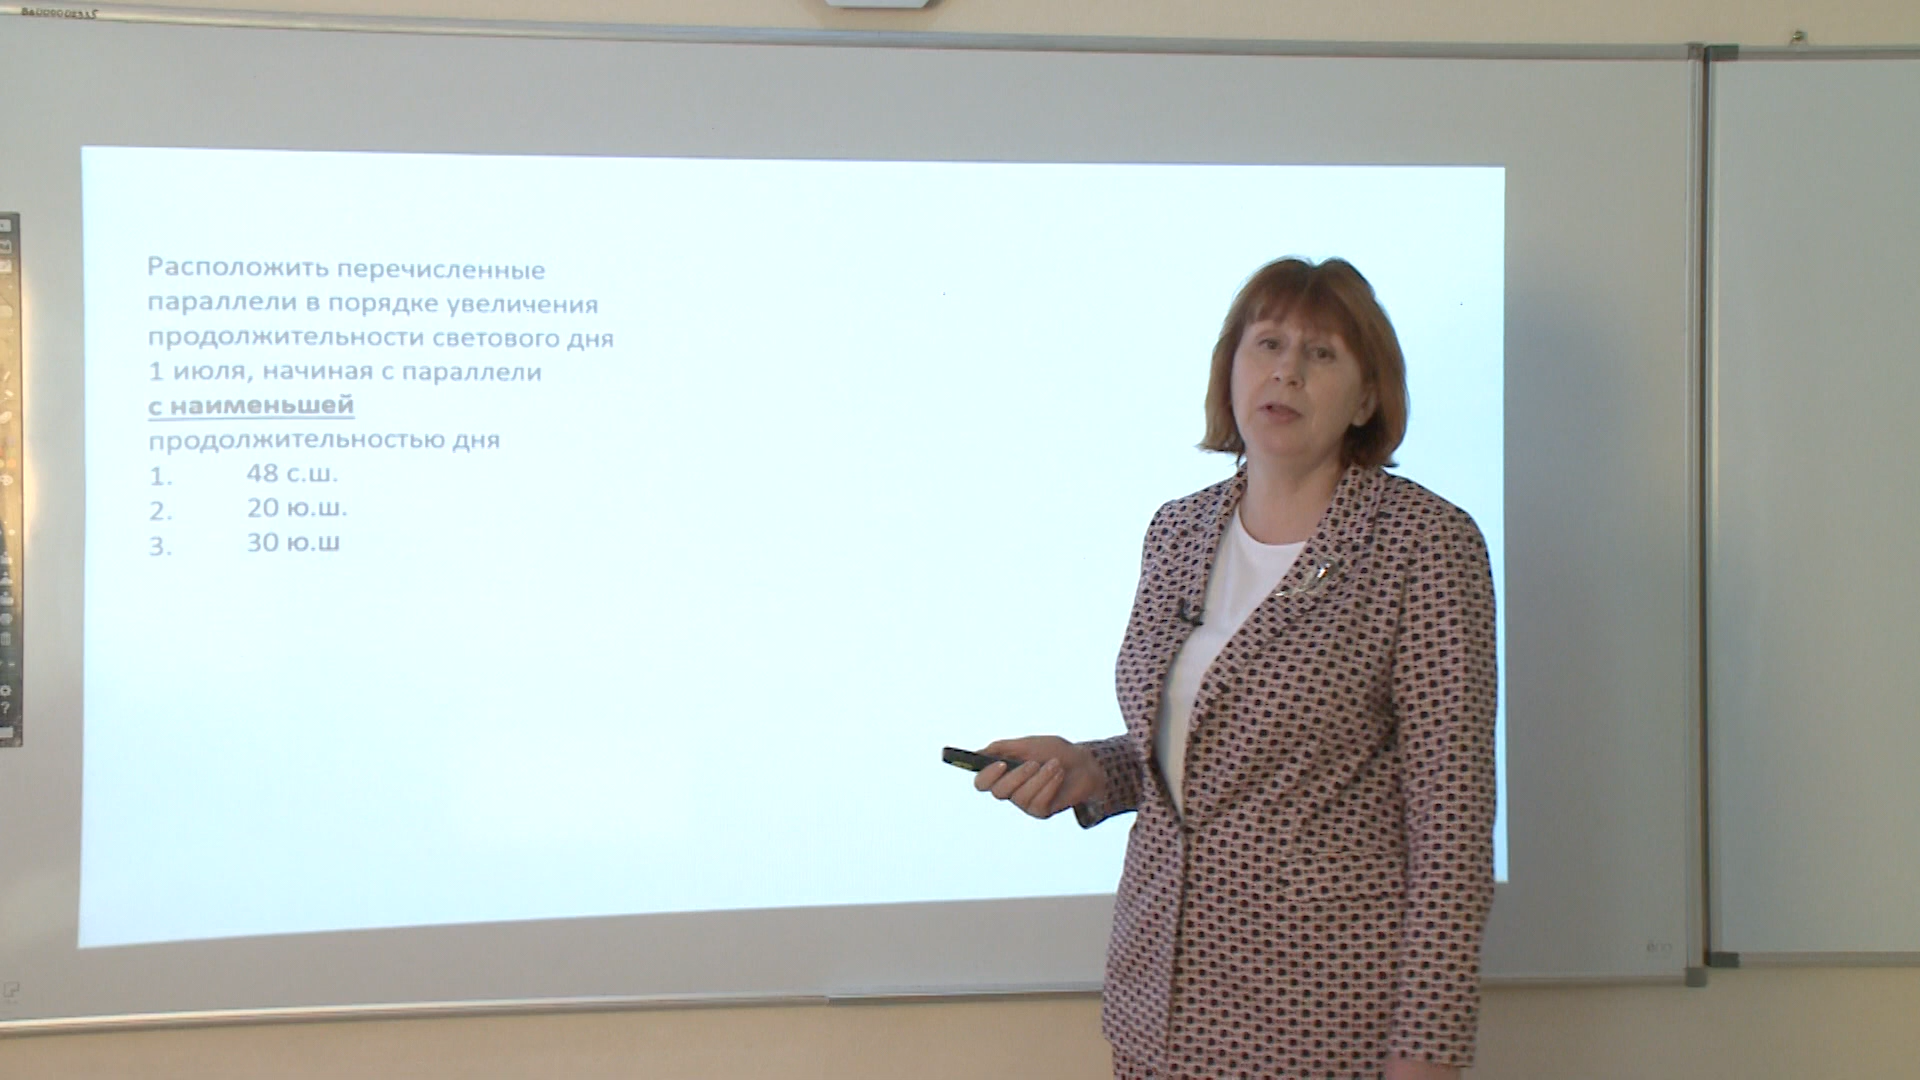 Расположить перечисленные
параллели в порядке увеличения
продолжительности светового дня
1 июля, начиная с параллели
с наименьшей
продолжительностью дня
1. 48 с.ш.
2. 20 ю.ш.
3. 30 ю.ш